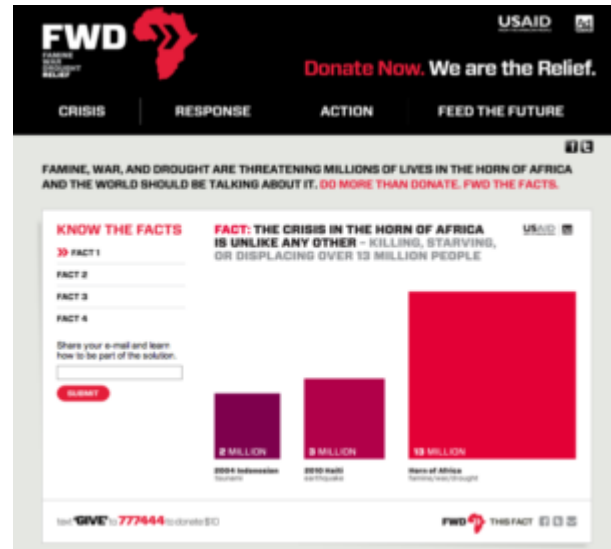 FWD
FAMINE
WAR
DROUGHT
RELIEF
USAID
Ad
Donate Now. We are the Relief.
CRISIS RESPONSE ACTION FEED THE FUTURE
FAMINE, WAR, AND DROUGHT ARE THREATENING MILLIONS OF LIVES IN THE HORN OF AFRICA
AND THE WORLD SHOULD BE TALKING ABOUT IT. DO MORE THAN DONATE. FWD THE FACTS.
KNOW THE FACTS
FACT 1
FACT 2
FACT 3
FACT 4
Share your e-mail and learn
how to be part of the solution.
SUBMIT
FACT: THE CRISIS IN THE HORN OF AFRICA
IS UNLIKE ANY OTHER – KILLING, STARVING,
OR DISPLACING OVER 13 MILLION PEOPLE
USAID
2 MILLION
2004 Indonesian
tsunami
3 MILLION
2010 Haiti
earthquake
13 MILLION
Horn of Africa
famine/war/drought
text "GIVE" to 777444 to donate $10
FWD THIS FACT